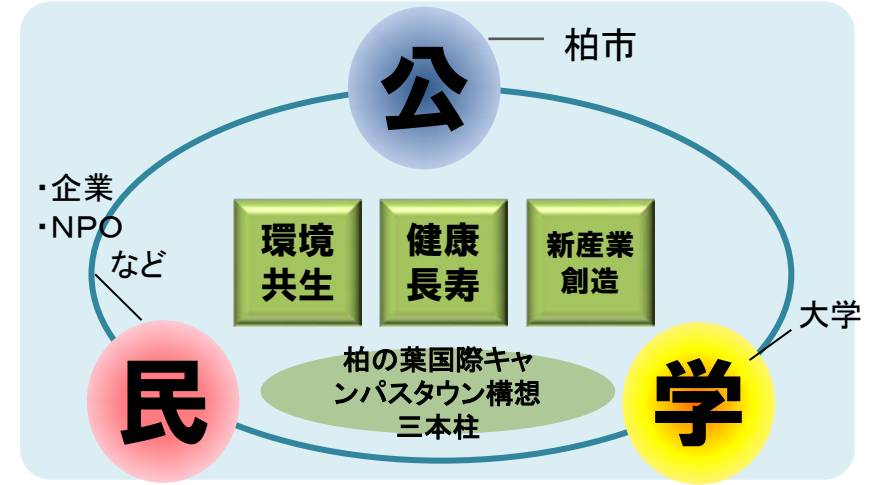 公
柏市
・企業
・NPO
など
環境
共生
健康
長寿
新産業
創造
大学
民
柏の葉国際キャ
ンパスタウン構想
三本柱
学